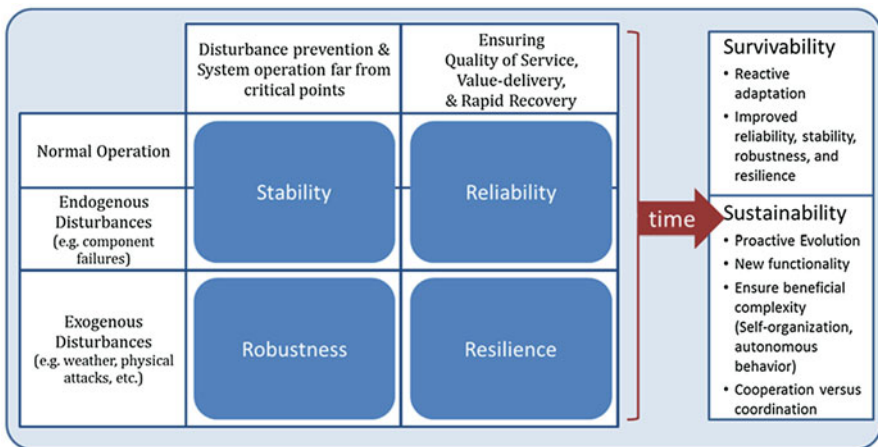 Disturbance prevention &
System operation far from
critical points
Ensuring
Quality of Service,
Value-delivery,
& Rapid Recovery
Normal Operation
Endogenous
Disturbances
(e.g. component
failures)
Stability
Reliability
Exogenous
Disturbances
(e.g. weather, physical
attacks, etc.)
Robustness
Resilience
time
Survivability
• Reactive
adaptation
• Improved
reliability, stability,
robustness, and
resilience
Sustainability
• Proactive Evolution
• New functionality
• Ensure beneficial
complexity
(Self-organization,
autonomous
behavior)
• Cooperation versus
coordination